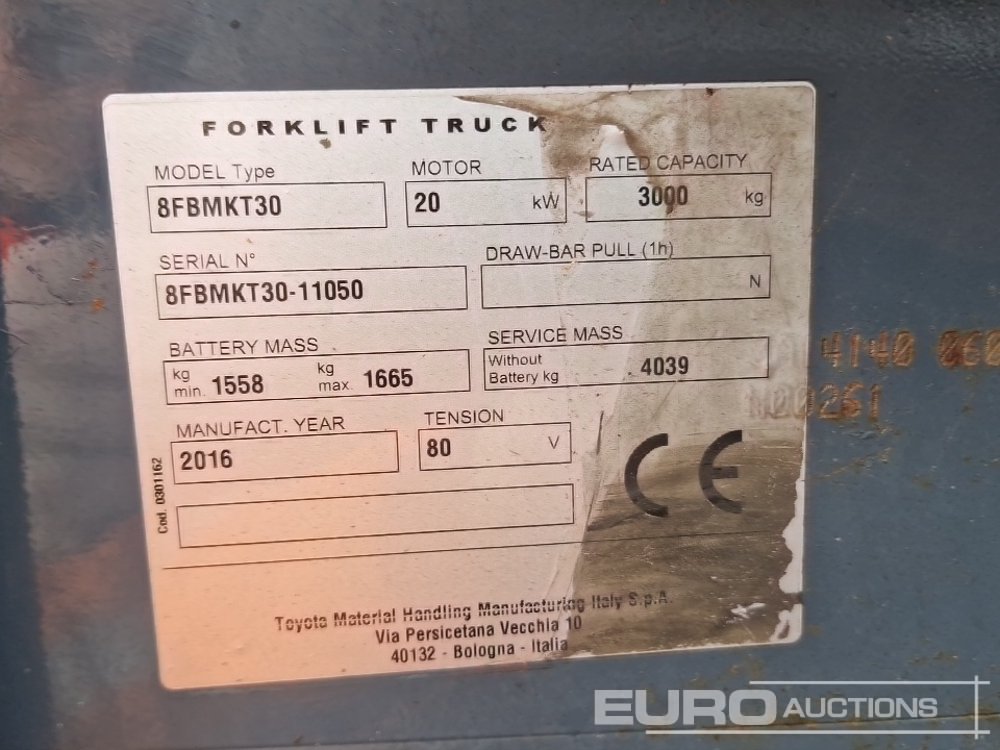 FORKLIFT TRUCK
MODEL Type MOTOR RATED CAPACITY
8FBMKT30 20 kW 3000 kg
SERIAL N° DRAW-BAR PULL (1h)
8FBMKT30-11050 N
BATTERY MASS SERVICE MASS
kg min. 1558 kg max. 1665 Without Battery kg 4039
MANUFACT. YEAR TENSION
2016 80 V
CE
Cod. 0301162
Toyota Material Handling Manufacturing Italy S.p.A.
Via Persicetana Vecchia 10
40132 - Bologna - Italia
4140
N00261
EURO AUCTIONS